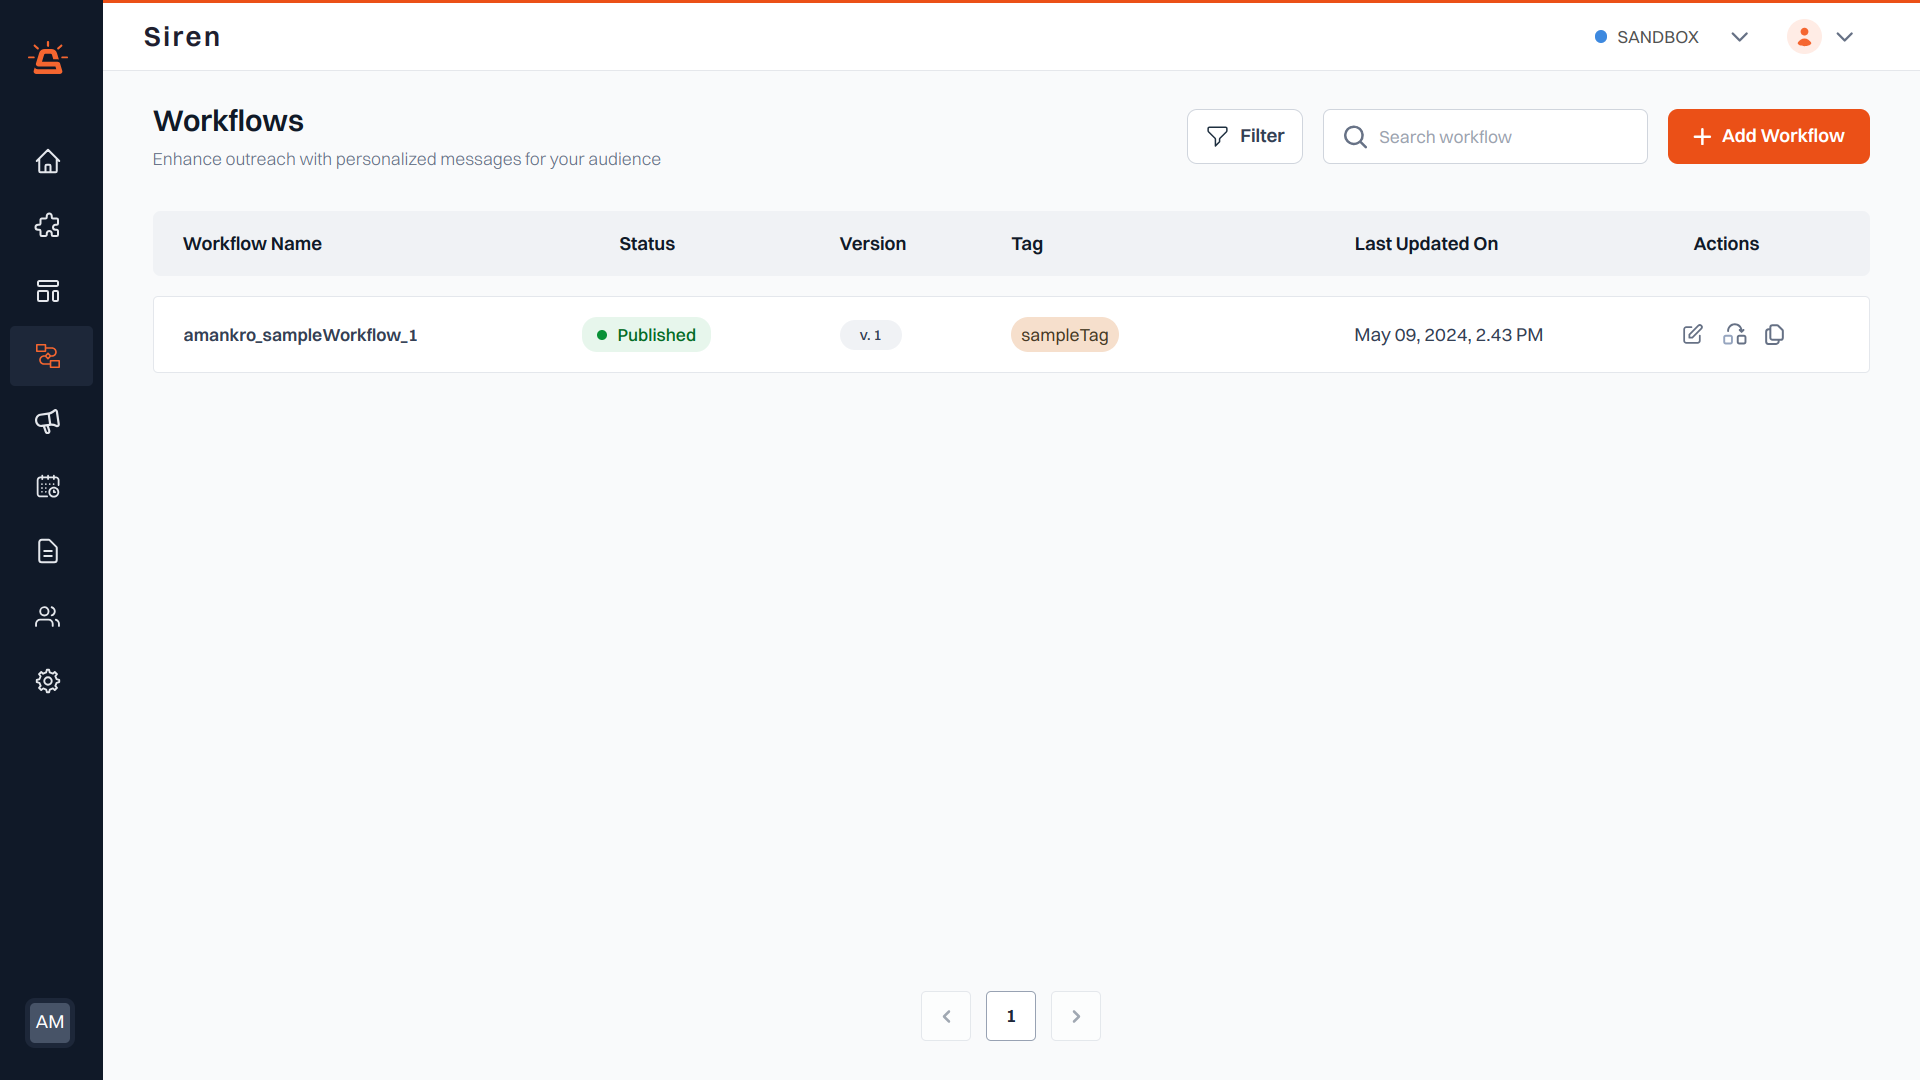 Siren
SANDBOX
Workflows
Enhance outreach with personalized messages for your audience
Filter
Search workflow
Add Workflow
Workflow Name Status Version Tag Last Updated On Actions
amankro_sampleWorkflow_1 Published v. 1 sampleTag May 09, 2024, 2.43 PM
1
AM